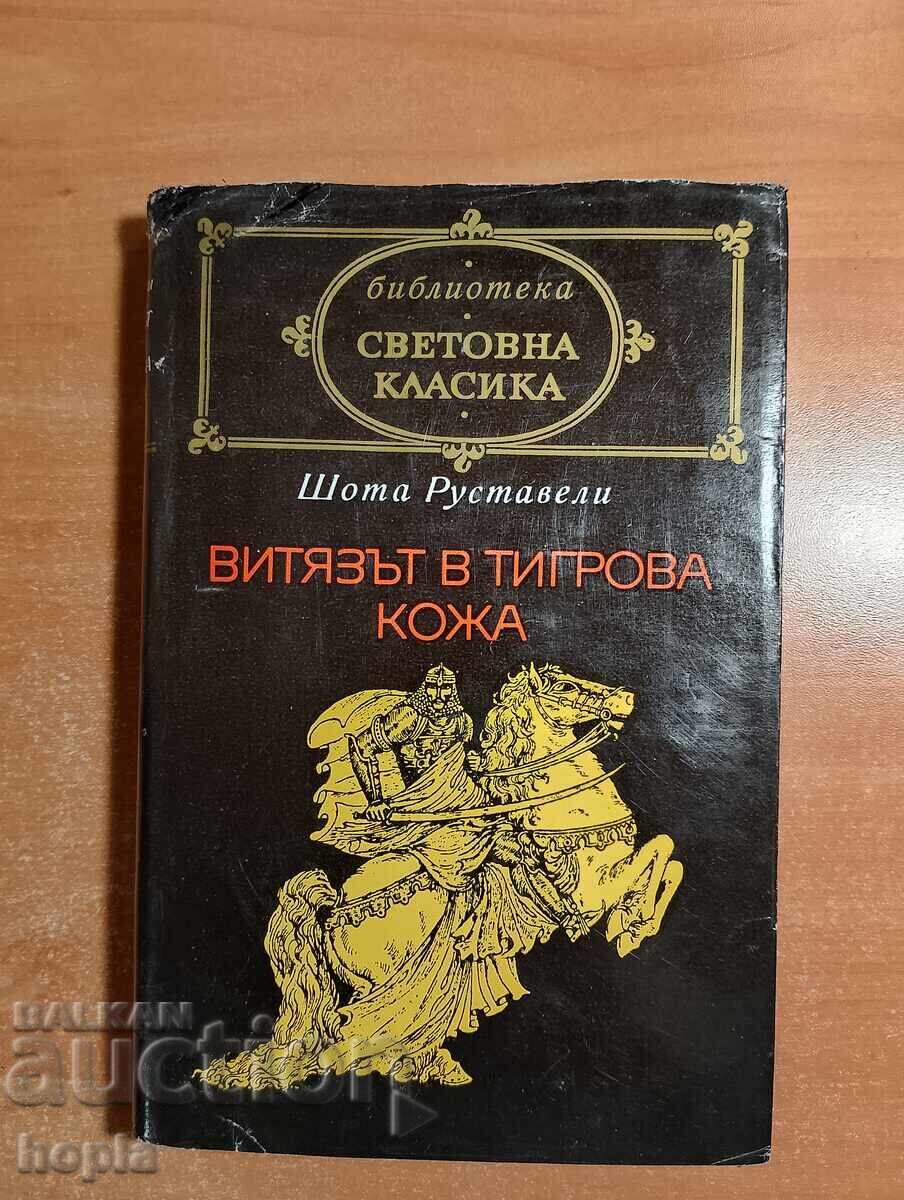 библиотека
СВЕТОВНА
КЛАСИКА
Шота Руставели
ВИТЯЗЪТ В ТИГРОВА
КОЖА
BALKAN
auction
hopla